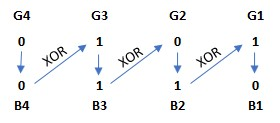 G4 G3 G2 G1
0 1 0 1
XOR XOR XOR
0 1 1 0
B4 B3 B2 B1